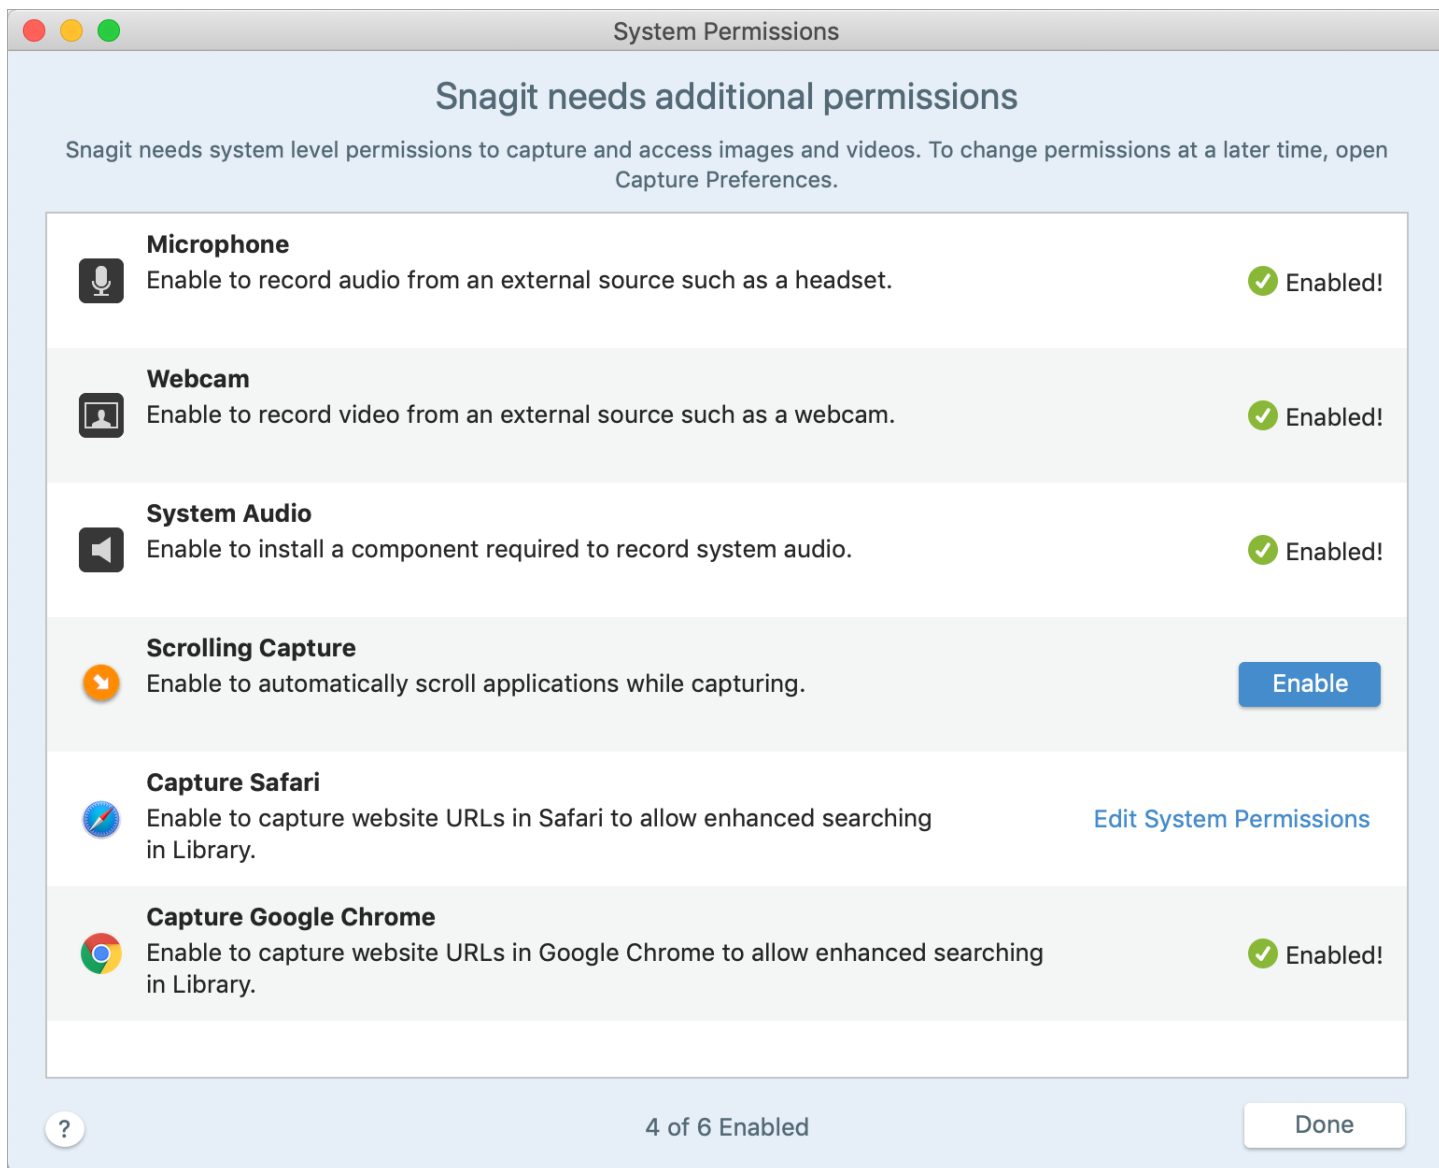 System Permissions
Snagit needs additional permissions
Snagit needs system level permissions to capture and access images and videos. To change permissions at a later time, open
Capture Preferences.
Microphone
Enable to record audio from an external source such as a headset.
Enabled!
Webcam
Enable to record video from an external source such as a webcam.
Enabled!
System Audio
Enable to install a component required to record system audio.
Enabled!
Scrolling Capture
Enable to automatically scroll applications while capturing.
Enable
Capture Safari
Enable to capture website URLs in Safari to allow enhanced searching
in Library.
Edit System Permissions
Capture Google Chrome
Enable to capture website URLs in Google Chrome to allow enhanced searching
in Library.
Enabled!
?
4 of 6 Enabled
Done